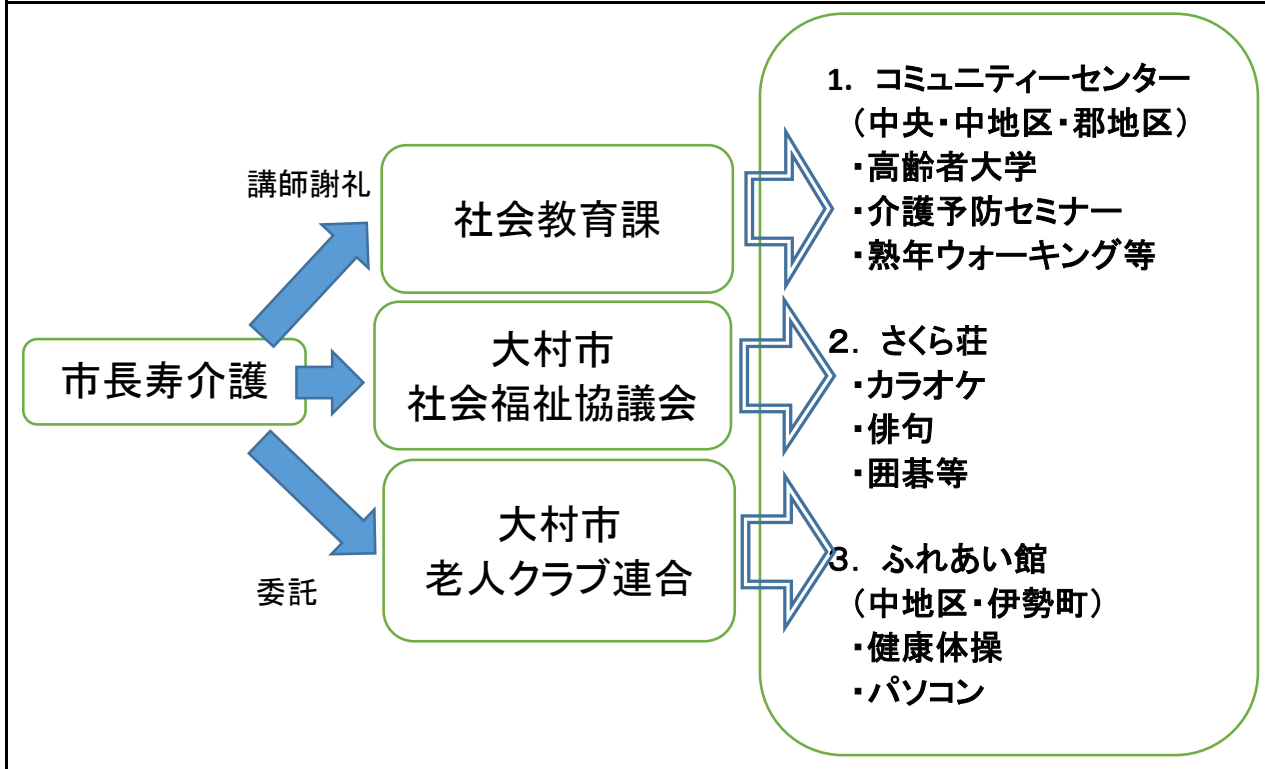 市長寿介護
講師謝礼
委託
社会教育課
大村市
社会福祉協議会
大村市
老人クラブ連合
1. コミュニティーセンター
（中央・中地区・郡地区）
・高齢者大学
・介護予防セミナー
・熟年ウォーキング等
２．さくら荘
・カラオケ
・俳句
・囲碁等
３．ふれあい館
（中地区・伊勢町）
・健康体操
・パソコン